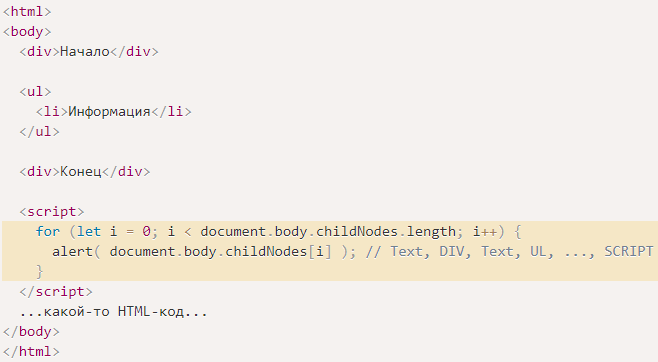 <html>
<body>
  <div>Начало</div>

  <ul>
    <li>Информация</li>
  </ul>

  <div>Конец</div>

  <script>
    for (let i = 0; i < document.body.childNodes.length; i++) {
      alert( document.body.childNodes[i] ); // Text, DIV, Text, UL, ..., SCRIPT
    }
  </script>
  ...какой-то HTML-код...
</body>
</html>